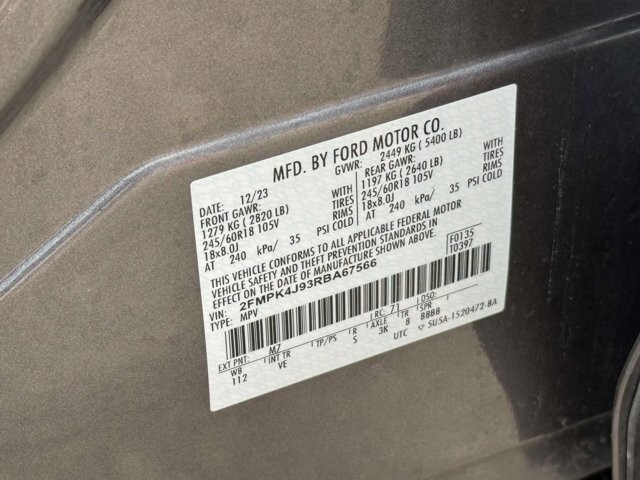 MFD. BY FORD MOTOR CO.
DATE: 12/23 GVWR: 2449 KG ( 5400 LB)
FRONT GAWR: REAR GAWR:
1279 KG ( 2820 LB) WITH 1197 KG ( 2640 LB) WITH
245/60R18 105V TIRES 245/60R18 105V TIRES
18x8.0J RIMS 18x8.0J RIMS
AT 240 kPa/ 35 PSI COLD AT 240 kPa/ 35 PSI COLD
THIS VEHICLE CONFORMS TO ALL APPLICABLE FEDERAL MOTOR
VEHICLE SAFETY AND THEFT PREVENTION STANDARDS IN
EFFECT ON THE DATE OF MANUFACTURE SHOWN ABOVE.
VIN: 2FMPK4J93RBA67566 F0135
TYPE: MPV T0397
EXT PNT: M7 RC: 71 DSO:
WB INT TR TP/PS R AXLE TR SPR
112 VE S 3K 8 BBBB
UTC 5U5A-1520472-BA